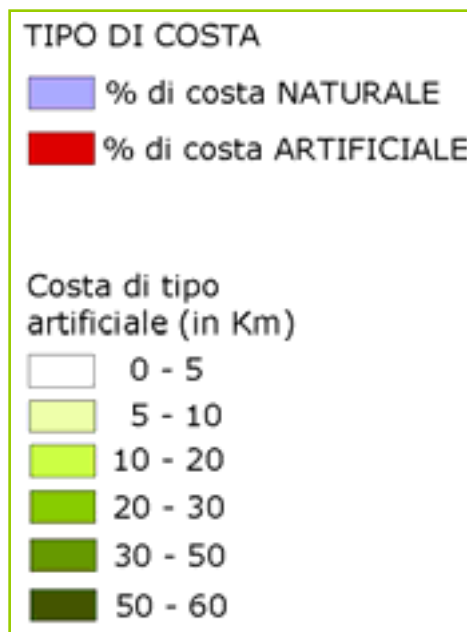 TIPO DI COSTA
% di costa NATURALE
% di costa ARTIFICIALE
Costa di tipo
artificiale (in Km)
0 - 5
5 - 10
10 - 20
20 - 30
30 - 50
50 - 60